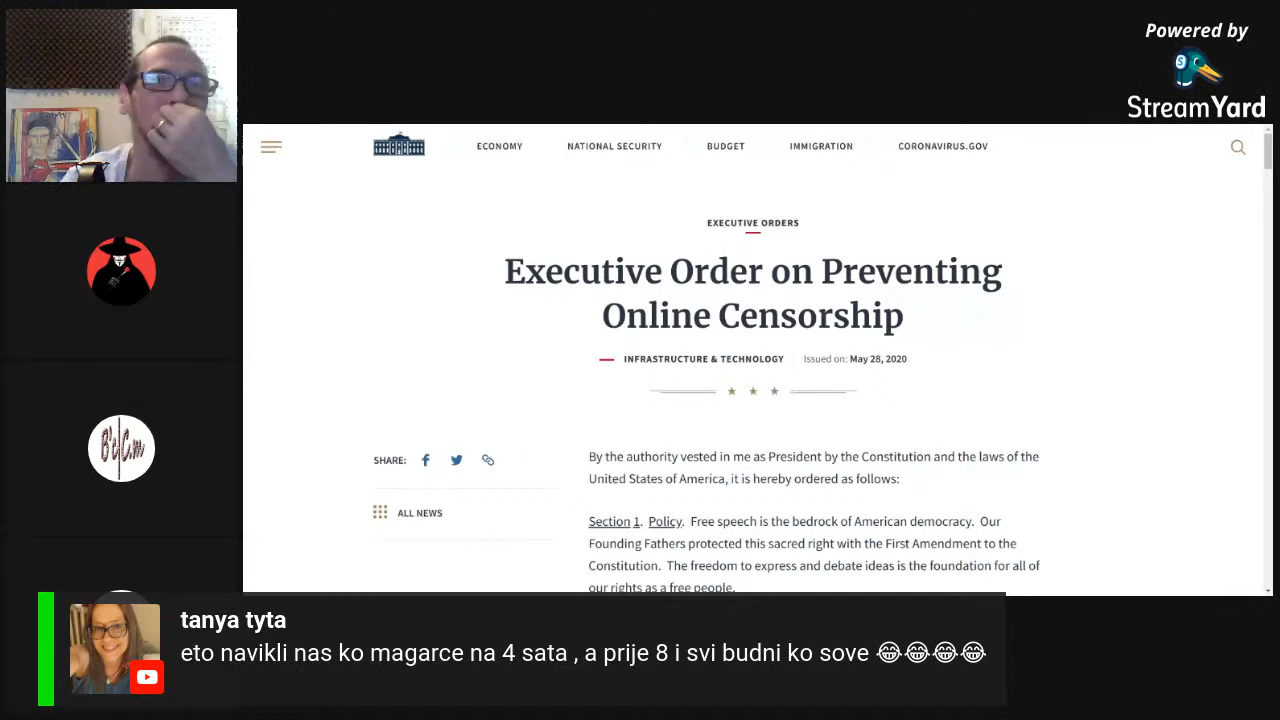 Powered by
StreamYard
ECONOMY NATIONAL SECURITY BUDGET IMMIGRATION CORONAVIRUS.GOV
EXECUTIVE ORDERS
Executive Order on Preventing
Online Censorship
INFRASTRUCTURE & TECHNOLOGY Issued on: May 28, 2020
SHARE:
ALL NEWS
By the authority vested in me as President by the Constitution and the laws of the
United States of America, it is hereby ordered as follows:
Section 1. Policy. Free speech is the bedrock of American democracy. Our
Founding Fathers protected this sacred right with the First Amendment to the
Constitution. The freedom to express and debate ideas is the foundation for all of
our rights as a free people.
B'c|C.m
tanya tyta
eto navikli nas ko magarce na 4 sata , a prije 8 i svi budni ko sove 😂😂😂😂